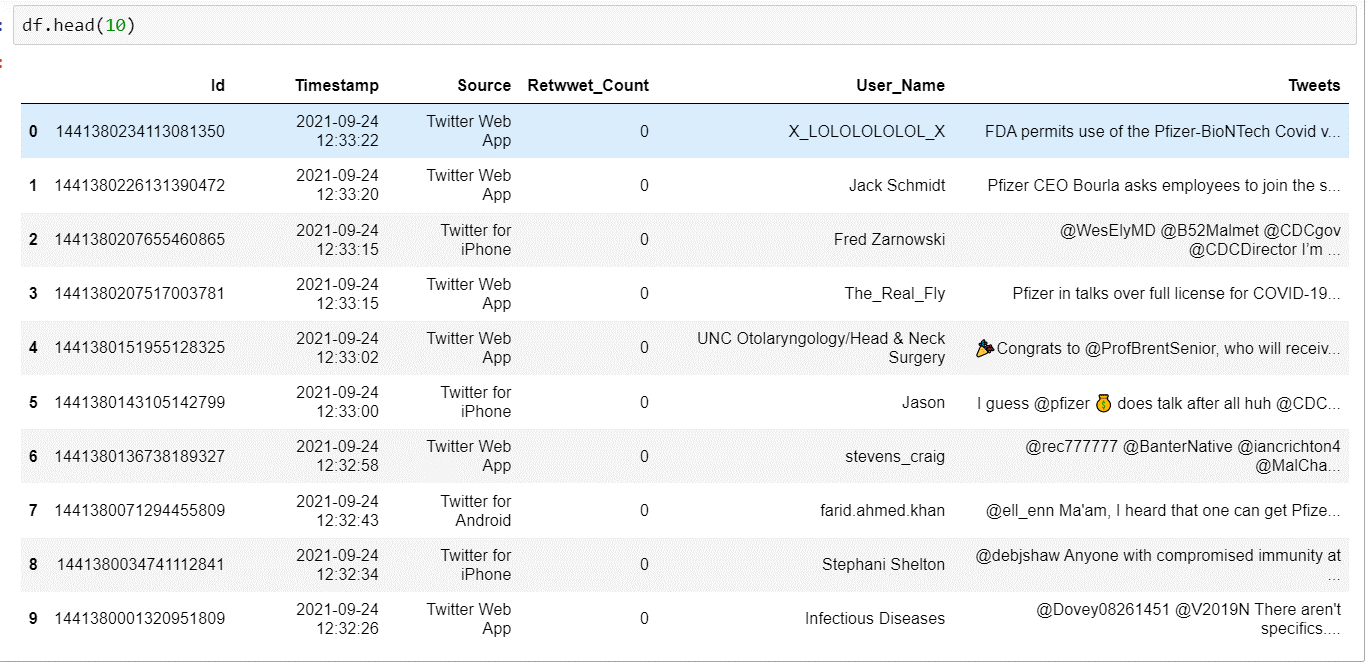 df.head(10)
Id Timestamp Source Retwwet_Count User_Name Tweets
0 1441380234113081350 2021-09-24 12:33:22 Twitter Web App 0 X_LOLOLOLOLOL_X FDA permits use of the Pfizer-BioNTech Covid v...
1 1441380226131390472 2021-09-24 12:33:20 Twitter Web App 0 Jack Schmidt Pfizer CEO Bourla asks employees to join the s...
2 1441380207655460865 2021-09-24 12:33:15 Twitter for iPhone 0 Fred Zarnowski @WesElyMD @B52Malmet @CDCgov @CDCDirector I’m ...
3 1441380207517003781 2021-09-24 12:33:15 Twitter Web App 0 The_Real_Fly Pfizer in talks over full license for COVID-19...
4 1441380151955128325 2021-09-24 12:33:02 Twitter Web App 0 UNC Otolaryngology/Head & Neck Surgery 🎉Congrats to @ProfBrentSenior, who will receiv...
5 1441380143105142799 2021-09-24 12:33:00 Twitter for iPhone 0 Jason I guess @pfizer 💰 does talk after all huh @CDC...
6 1441380136738189327 2021-09-24 12:32:58 Twitter Web App 0 stevens_craig @rec777777 @BanterNative @iancrichton4 @MalCha...
7 1441380071294455809 2021-09-24 12:32:43 Twitter for Android 0 farid.ahmed.khan @ell_enn Ma'am, I heard that one can get Pfize...
8 1441380034741112841 2021-09-24 12:32:34 Twitter for iPhone 0 Stephani Shelton @debjshaw Anyone with compromised immunity at ...
9 1441380001320951809 2021-09-24 12:32:26 Twitter Web App 0 Infectious Diseases @Dovey08261451 @V2019N There aren't specifics....